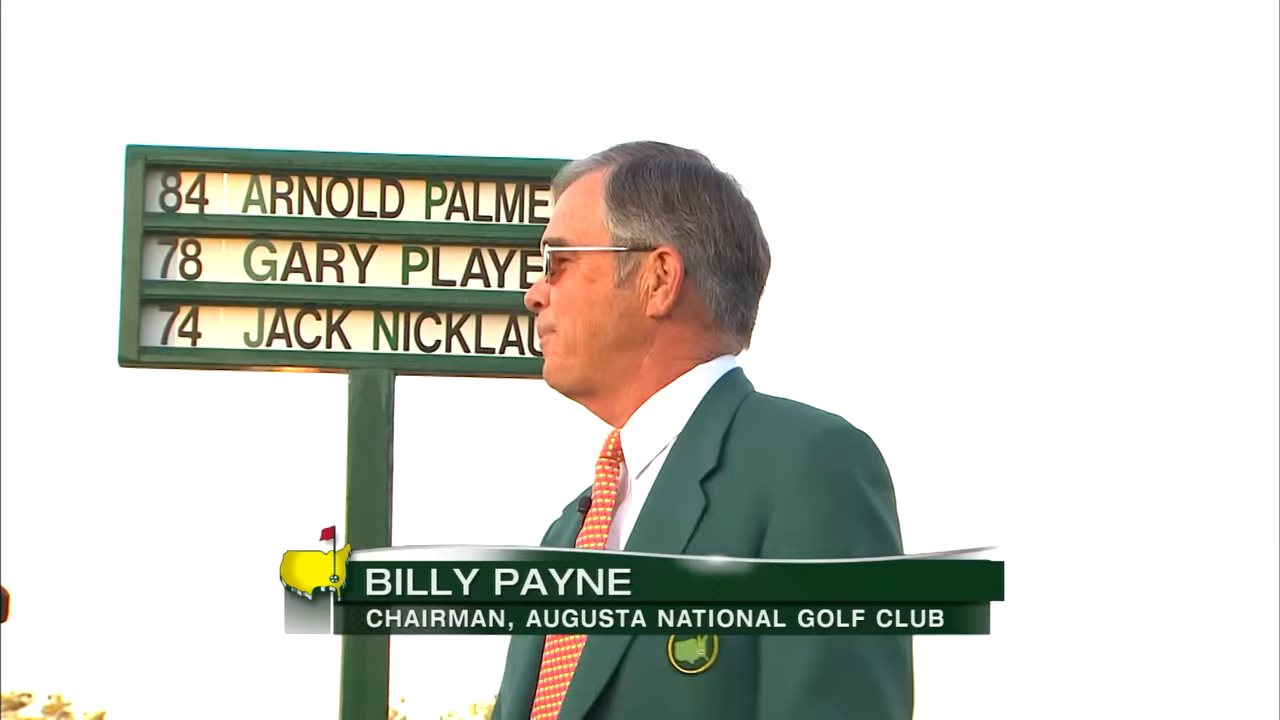 84 ARNOLD PALME
78 GARY PLAYE
74 JACK NICKLAU
BILLY PAYNE
CHAIRMAN, AUGUSTA NATIONAL GOLF CLUB